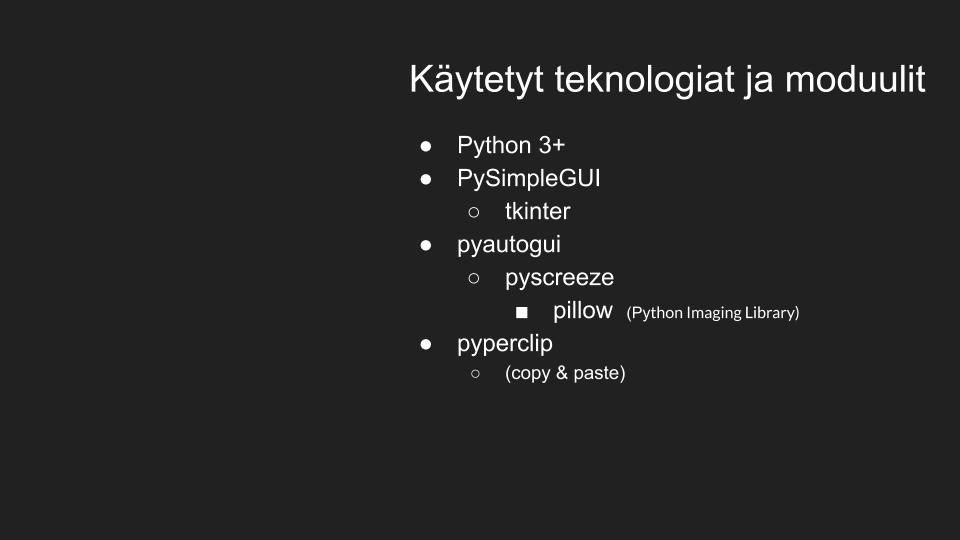 Käytetyt teknologiat ja moduulit
● Python 3+
● PySimpleGUI
○ tkinter
● pyautogui
○ pyscreeze
■ pillow (Python Imaging Library)
● pyperclip
○ (copy & paste)